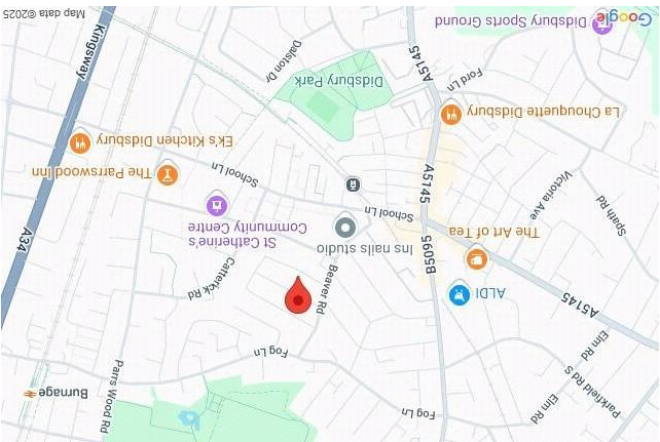 Burnage
Parrs Wood Rd
Fog Ln
Fog Ln
Elm Rd
Parkfield Rd S
Elm Rd
A5145
ALDI
The Art of Tea
B5095
Beaver Rd
Catterick Rd
A34
Ins nails studio
St Catherine's
Community Centre
School Ln
School Ln
The Parrswood Inn
Ek's Kitchen Didsbury
A5145
Victoria Ave
Spath Rd
La Chouquette Didsbury
Ford Ln
Didsbury Park
Dalston Dr
Kingsway
A5145
Didsbury Sports Ground
Google
Map data ©2025